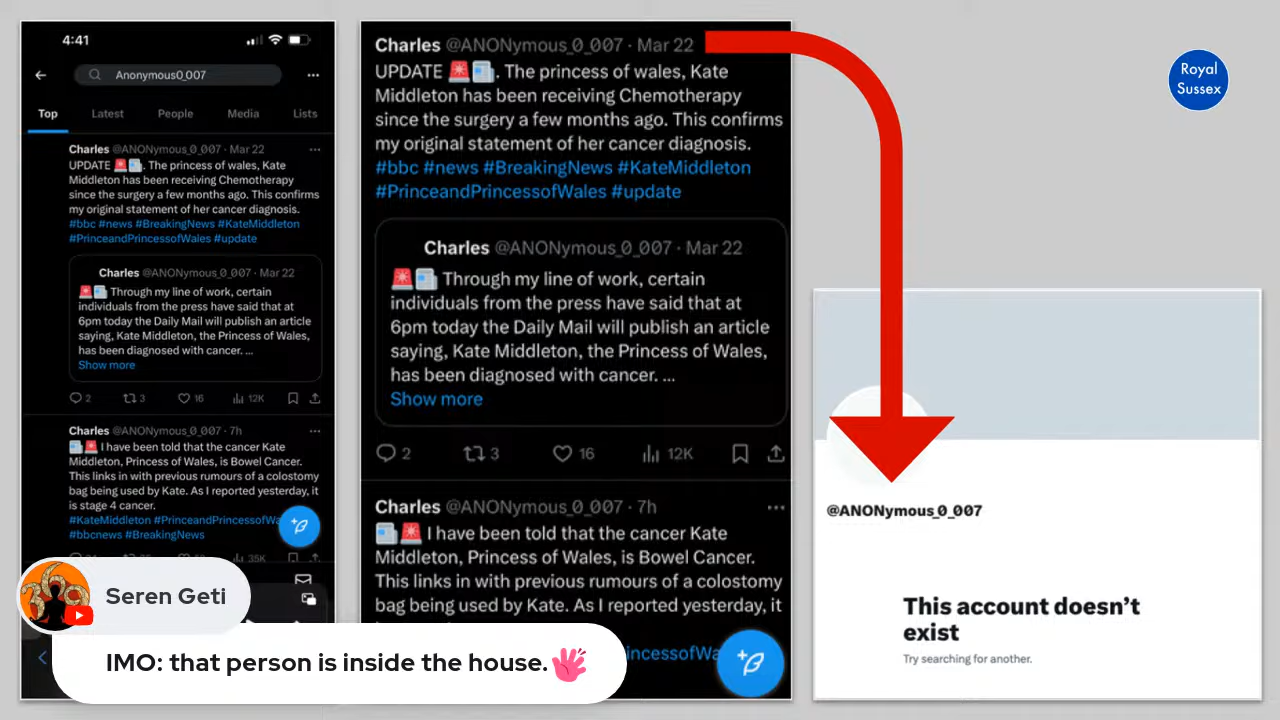 4:41
Anonymous0_007
Top Latest People Media Lists
Charles @ANONymous_0_007 · Mar 22
UPDATE 🚨📰. The princess of wales, Kate
Middleton has been receiving Chemotherapy
since the surgery a few months ago. This confirms
my original statement of her cancer diagnosis.
#bbc #news #BreakingNews #KateMiddleton
#PrinceandPrincessofWales #update
Charles @ANONymous_0_007 · Mar 22
🚨📰 Through my line of work, certain
individuals from the press have said that at
6pm today the Daily Mail will publish an article
saying, Kate Middleton, the Princess of Wales,
has been diagnosed with cancer. ...
Show more
2 3 16 12K
Charles @ANONymous_0_007 · 7h
📰🚨 I have been told that the cancer Kate
Middleton, Princess of Wales, is Bowel Cancer.
This links in with previous rumours of a colostomy
bag being used by Kate. As I reported yesterday, it
is stage 4 cancer.
#KateMiddleton #PrinceandPrincessofWa
#bbcnews #BreakingNews
35K
Charles @ANONymous_0_007 · Mar 22
UPDATE 🚨📰. The princess of wales, Kate
Middleton has been receiving Chemotherapy
since the surgery a few months ago. This confirms
my original statement of her cancer diagnosis.
#bbc #news #BreakingNews #KateMiddleton
#PrinceandPrincessofWales #update
Charles @ANONymous_0_007 · Mar 22
🚨📰 Through my line of work, certain
individuals from the press have said that at
6pm today the Daily Mail will publish an article
saying, Kate Middleton, the Princess of Wales,
has been diagnosed with cancer. ...
Show more
2 3 16 12K
Charles @ANONymous_0_007 · 7h
📰🚨 I have been told that the cancer Kate
Middleton, Princess of Wales, is Bowel Cancer.
This links in with previous rumours of a colostomy
bag being used by Kate. As I reported yesterday, it
incessofWa
Royal
Sussex
@ANONymous_0_007
This account doesn't
exist
Try searching for another.
Seren Geti
IMO: that person is inside the house.👋